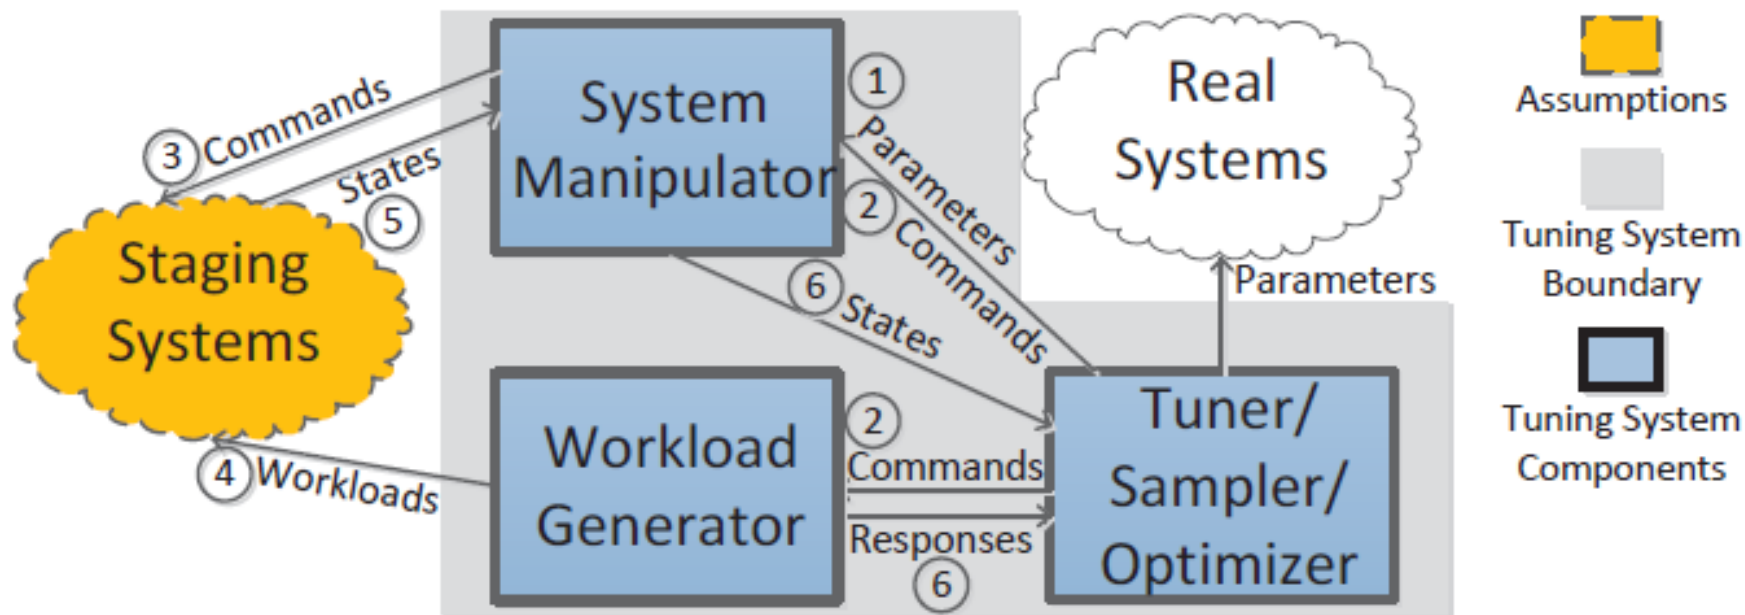 3 Commands
States
5
Staging
Systems
4 Workloads
System
Manipulator
1
Parameters
2 Commands
6 States
Workload
Generator
2
Commands
Responses
6
Real
Systems
Parameters
Tuner/
Sampler/
Optimizer
Assumptions
Tuning System
Boundary
Tuning System
Components